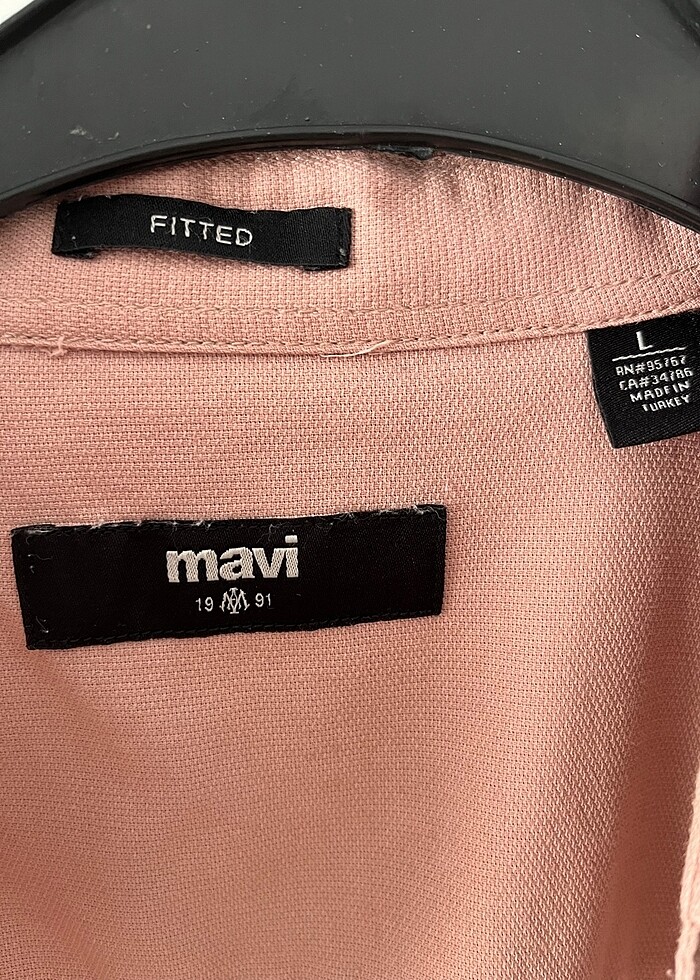 FITTED
L
RN#95767
CA#34786
MADE IN
TURKEY
mavi
19 91